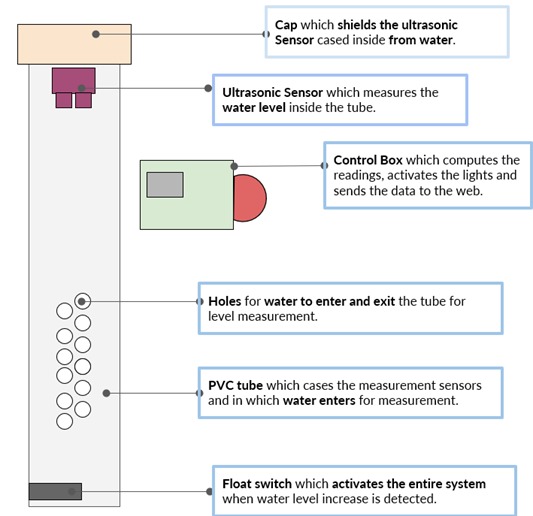 Cap which shields the ultrasonic
Sensor cased inside from water.
Ultrasonic Sensor which measures the
water level inside the tube.
Control Box which computes the
readings, activates the lights and
sends the data to the web.
Holes for water to enter and exit the tube for
level measurement.
PVC tube which cases the measurement sensors
and in which water enters for measurement.
Float switch which activates the entire system
when water level increase is detected.